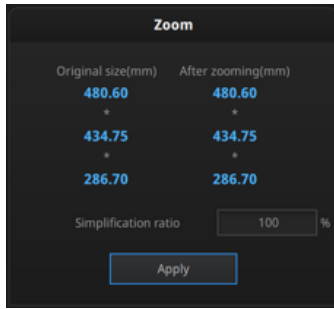 Zoom
Original size(mm) After zooming(mm)
480.60 480.60
* *
434.75 434.75
* *
286.70 286.70
Simplification ratio 100 %
Apply